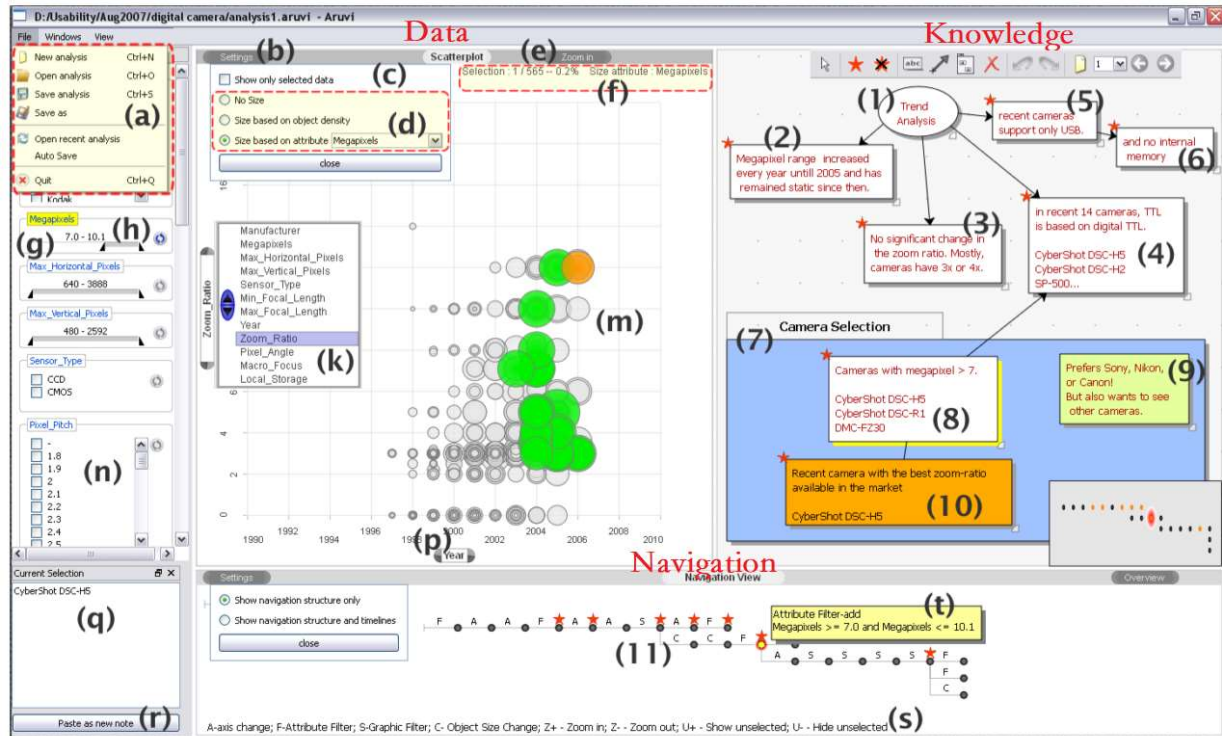 D:/Usability/Aug2007/digital camera/analysis1.aruvi - Aruvi
File Windows View
New analysis Ctrl+N
Open analysis Ctrl+O
Save analysis Ctrl+S
Save as
(a)
Open recent analysis
Auto Save
Quit Ctrl+Q
Kodak
Megapixels
(g) 7.0 - 10.1 (h)
Max_Horizontal_Pixels
640 - 3888
Max_Vertical_Pixels
480 - 2592
Sensor_Type
CCD
CMOS
Pixel_Pitch
-
1.8
1.9
2
2.1
2.2
2.3
2.4
2.5
(n)
Current Selection
CyberShot DSC-H5
(q)
Paste as new note (r)
Data
Settings (b) Scatterplot (e) Zoom in
Show only selected data (c)
Selection : 1 / 565 -- 0.2% Size attribute : Megapixels
(f)
No Size
Size based on object density
(d)
Size based on attribute Megapixels
close
16
Manufacturer
Megapixels
Max_Horizontal_Pixels
Max_Vertical_Pixels
Sensor_Type
Min_Focal_Length
Max_Focal_Length
Year
Zoom_Ratio
Pixel_Angle
Macro_Focus
Local_Storage
(k)
Zoom_Ratio
(m)
6
4
2
0
1990 1992 1994 1996 1998 2000 2002 2004 2006 2008 2010
(p) Year
Knowledge
abc 1
(1)
Trend
Analysis
(5)
recent cameras
support only USB.
and no internal
memory
(6)
(2)
Megapixel range increased
every year untill 2005 and has
remained static since then.
(3)
No significant change in
the zoom ratio. Mostly,
cameras have 3x or 4x.
in recent 14 cameras, TTL
is based on digital TTL.
(4)
CyberShot DSC-H5
CyberShot DSC-H2
SP-500...
Camera Selection
(7)
Cameras with megapixel > 7.
CyberShot DSC-H5
CyberShot DSC-R1
DMC-FZ30
(8)
Prefers Sony, Nikon,
or Canon!
But also wants to see
other cameras.
(9)
Recent camera with the best zoom-ratio
available in the market
(10)
CyberShot DSC-H5
Navigation
Settings Navigation View Overview
Show navigation structure only
Show navigation structure and timelines
close
F A A F A A S A F F
C C F
A S S S S F
F
C
(11)
(t)
Attribute Filter-add
Megapixels >= 7.0 and Megapixels <= 10.1
A-axis change; F-Attribute Filter; S-Graphic Filter; C- Object Size Change; Z+ - Zoom in; Z- - Zoom out; U+ - Show unselected; U- - Hide unselected (s)